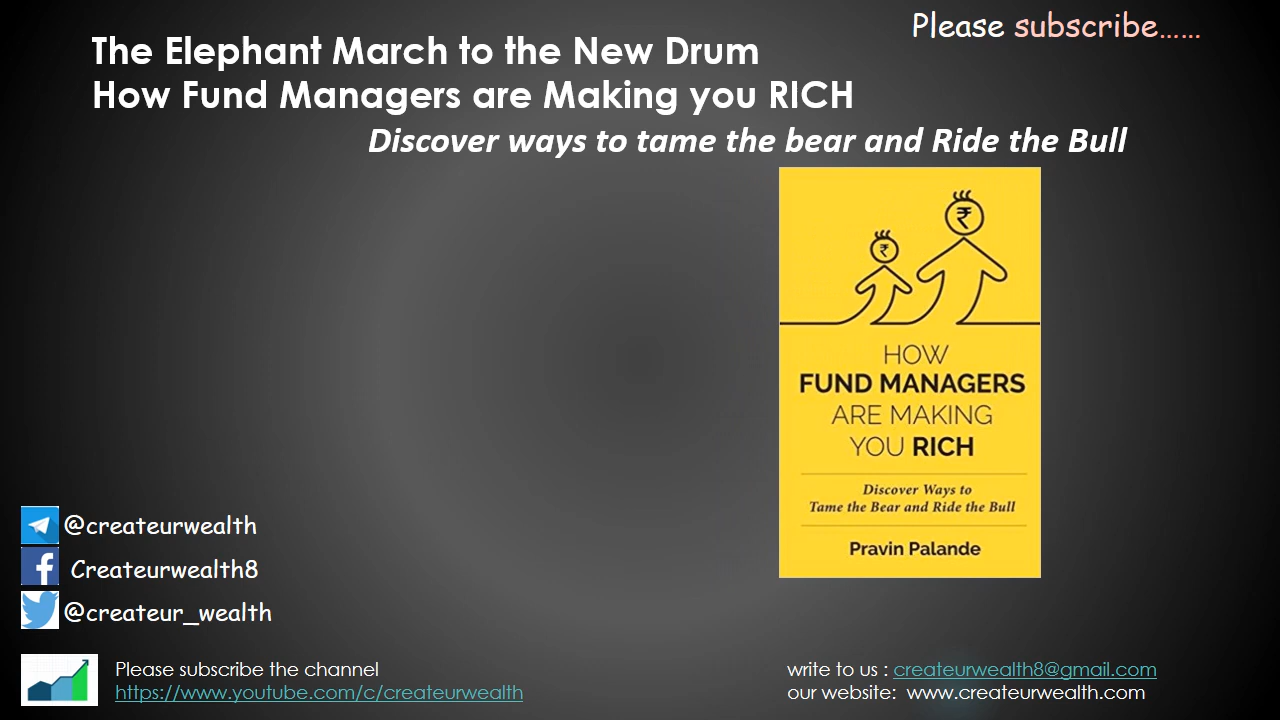 Please subscribe......
The Elephant March to the New Drum
How Fund Managers are Making you RICH
Discover ways to tame the bear and Ride the Bull
₹
₹
HOW
FUND MANAGERS
ARE MAKING
YOU RICH
Discover Ways to
Tame the Bear and Ride the Bull
Pravin Palande
@createurwealth
Createurwealth8
@createur_wealth
Please subscribe the channel
https://www.youtube.com/c/createurwealth
write to us : createurwealth8@gmail.com
our website: www.createurwealth.com